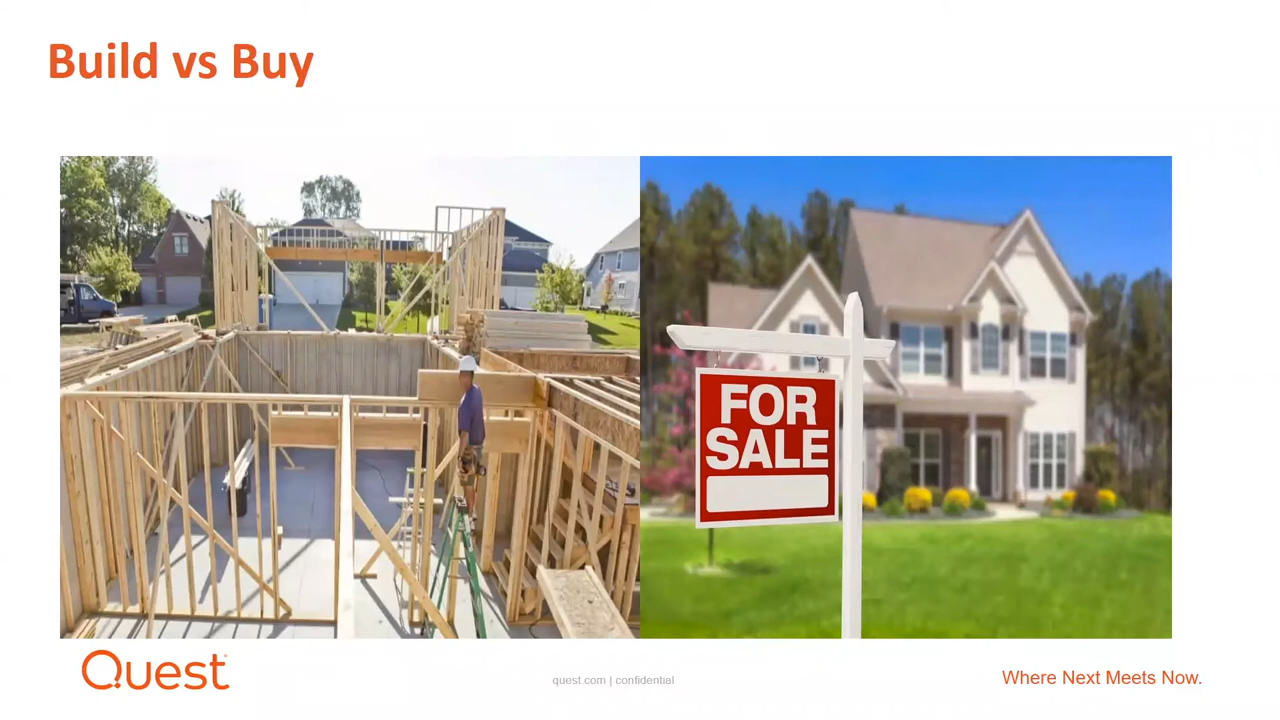 Build vs Buy
FOR
SALE
Quest
quest.com | confidential
Where Next Meets Now.